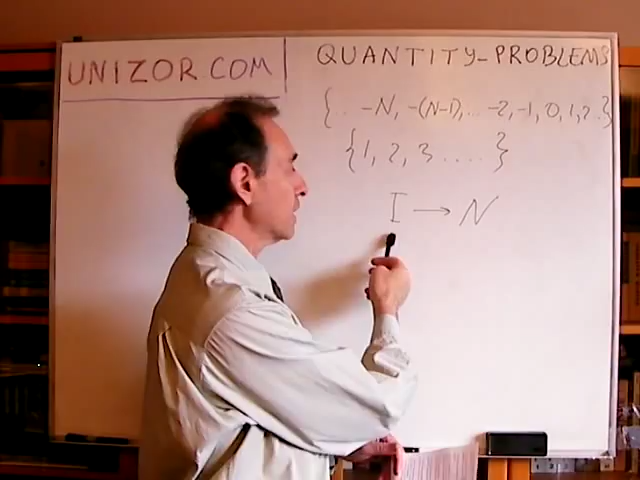 UNIZOR.COM
QUANTITY-PROBLEMS
{.. -N, -(N-1), ... -2, -1, 0, 1, 2..}
{1, 2, 3 .... }
I → N